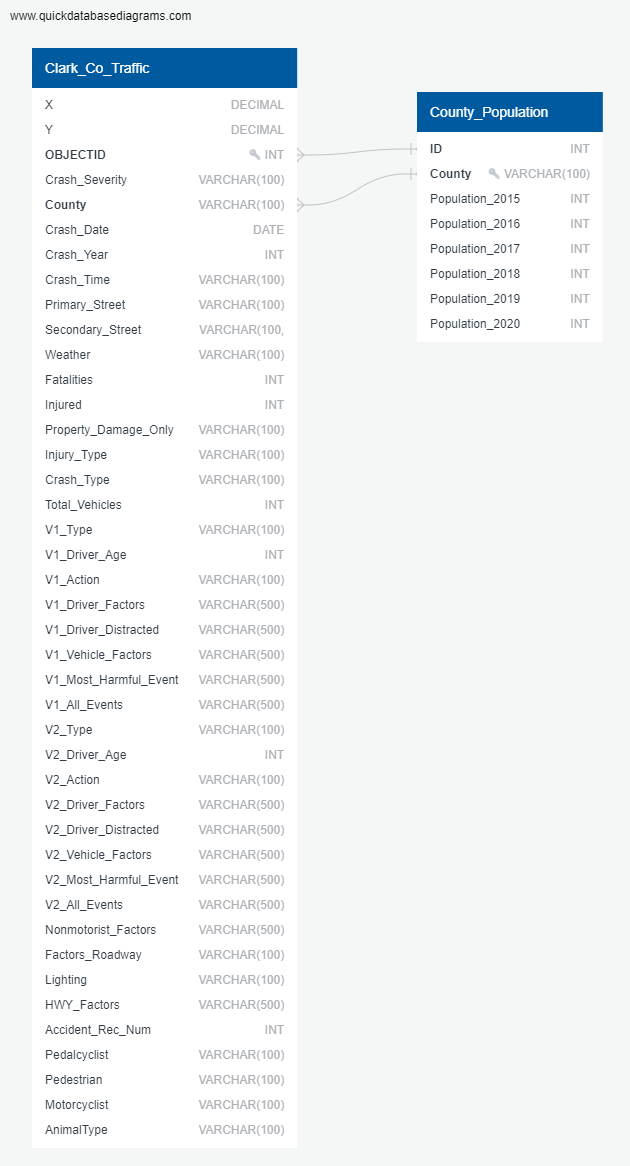 www.quickdatabasediagrams.com
Clark_Co_Traffic
X DECIMAL
Y DECIMAL
OBJECTID INT
Crash_Severity VARCHAR(100)
County VARCHAR(100)
Crash_Date DATE
Crash_Year INT
Crash_Time VARCHAR(100)
Primary_Street VARCHAR(100)
Secondary_Street VARCHAR(100,
Weather VARCHAR(100)
Fatalities INT
Injured INT
Property_Damage_Only VARCHAR(100)
Injury_Type VARCHAR(100)
Crash_Type VARCHAR(100)
Total_Vehicles INT
V1_Type VARCHAR(100)
V1_Driver_Age INT
V1_Action VARCHAR(100)
V1_Driver_Factors VARCHAR(500)
V1_Driver_Distracted VARCHAR(500)
V1_Vehicle_Factors VARCHAR(500)
V1_Most_Harmful_Event VARCHAR(500)
V1_All_Events VARCHAR(500)
V2_Type VARCHAR(100)
V2_Driver_Age INT
V2_Action VARCHAR(100)
V2_Driver_Factors VARCHAR(500)
V2_Driver_Distracted VARCHAR(500)
V2_Vehicle_Factors VARCHAR(500)
V2_Most_Harmful_Event VARCHAR(500)
V2_All_Events VARCHAR(500)
Nonmotorist_Factors VARCHAR(500)
Factors_Roadway VARCHAR(100)
Lighting VARCHAR(100)
HWY_Factors VARCHAR(500)
Accident_Rec_Num INT
Pedalcyclist VARCHAR(100)
Pedestrian VARCHAR(100)
Motorcyclist VARCHAR(100)
AnimalType VARCHAR(100)
County_Population
ID INT
County VARCHAR(100)
Population_2015 INT
Population_2016 INT
Population_2017 INT
Population_2018 INT
Population_2019 INT
Population_2020 INT